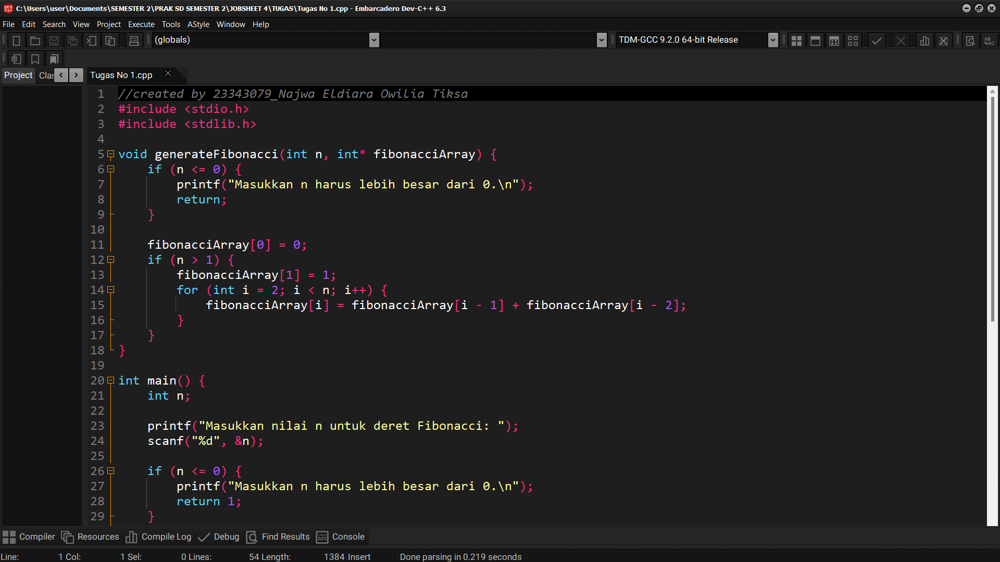 C:\Users\user\Documents\SEMESTER 2\PRAK SD SEMESTER 2\JOBSHEET 4\TUGAS\Tugas No 1.cpp - Embarcadero Dev-C++ 6.3
File Edit Search View Project Execute Tools AStyle Window Help
(globals) TDM-GCC 9.2.0 64-bit Release
Project Clas Tugas No 1.cpp
1 //created by 23343079_Najwa Eldiara Owilia Tiksa
2 #include <stdio.h>
3 #include <stdlib.h>
4
5 void generateFibonacci(int n, int* fibonacciArray) {
6     if (n <= 0) {
7         printf("Masukkan n harus lebih besar dari 0.\n");
8         return;
9     }
10
11     fibonacciArray[0] = 0;
12     if (n > 1) {
13         fibonacciArray[1] = 1;
14         for (int i = 2; i < n; i++) {
15             fibonacciArray[i] = fibonacciArray[i - 1] + fibonacciArray[i - 2];
16         }
17     }
18 }
19
20 int main() {
21     int n;
22
23     printf("Masukkan nilai n untuk deret Fibonacci: ");
24     scanf("%d", &n);
25
26     if (n <= 0) {
27         printf("Masukkan n harus lebih besar dari 0.\n");
28         return 1;
29     }
Compiler Resources Compile Log Debug Find Results Console
Line: 1 Col: 1 Sel: 0 Lines: 54 Length: 1384 Insert Done parsing in 0.219 seconds